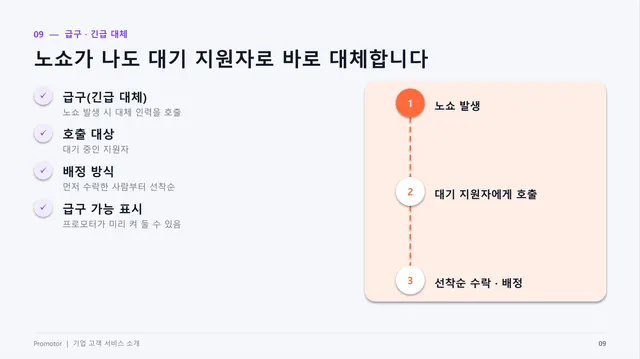 09 — 급구 · 긴급 대체
노쇼가 나도 대기 지원자로 바로 대체합니다
✓ 급구(긴급 대체)
노쇼 발생 시 대체 인력을 호출
✓ 호출 대상
대기 중인 지원자
✓ 배정 방식
먼저 수락한 사람부터 선착순
✓ 급구 가능 표시
프로모터가 미리 켜 둘 수 있음
1 노쇼 발생
2 대기 지원자에게 호출
3 선착순 수락 · 배정
Promotor | 기업 고객 서비스 소개
09